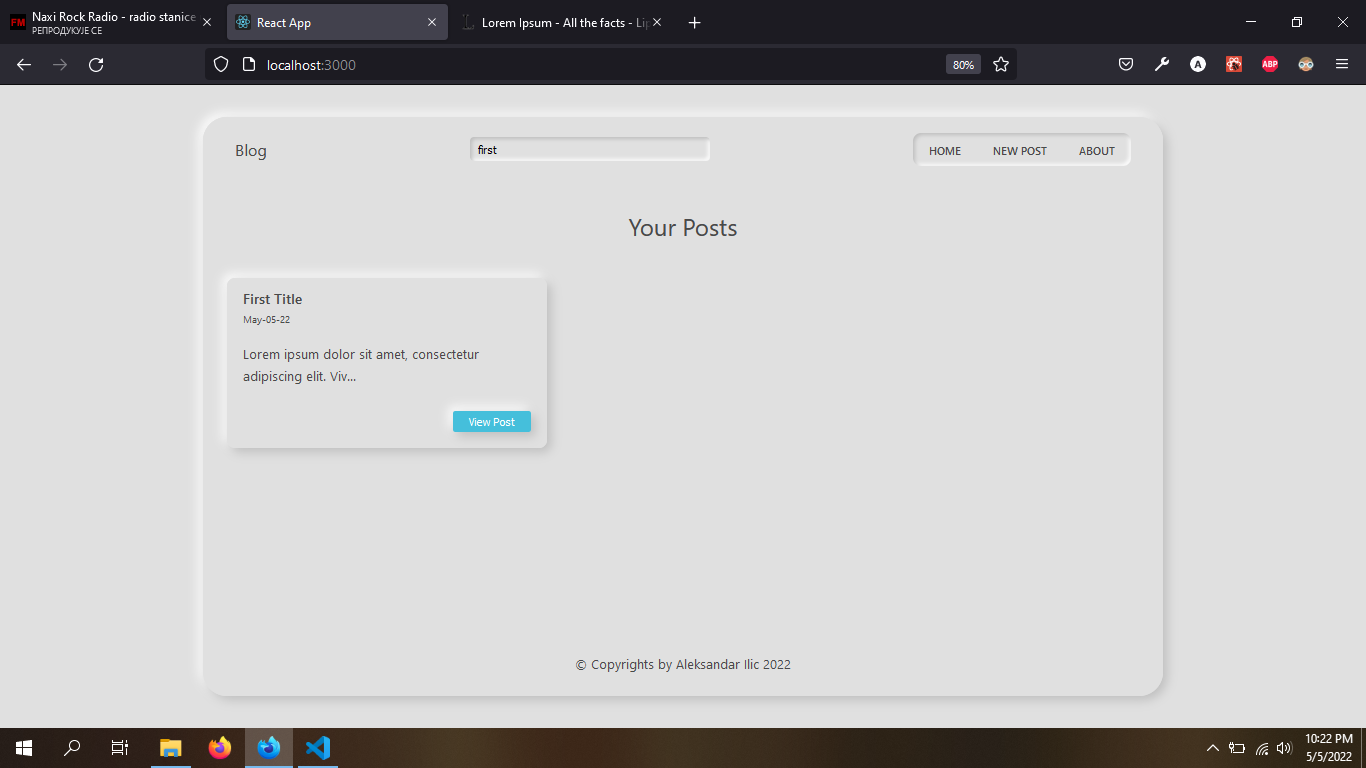 FM
Naxi Rock Radio - radio stanice
РЕПРОДУКУЈЕ СЕ
React App
Lorem Ipsum - All the facts - Lip
localhost:3000
80%
A
ABP
Blog
first
HOME
NEW POST
ABOUT
Your Posts
First Title
May-05-22
Lorem ipsum dolor sit amet, consectetur
adipiscing elit. Viv...
View Post
© Copyrights by Aleksandar Ilic 2022
10:22 PM
5/5/2022